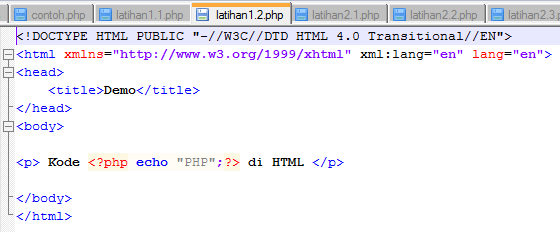 contoh.php latihan1.1.php latihan1.2.php latihan2.1.php latihan2.2.php latihan2.3.
<!DOCTYPE HTML PUBLIC "-//W3C//DTD HTML 4.0 Transitional//EN">
<html xmlns="http://www.w3.org/1999/xhtml" xml:lang="en" lang="en">
<head>
<title>Demo</title>
</head>
<body>
<p> Kode <?php echo "PHP";?> di HTML </p>
</body>
</html>